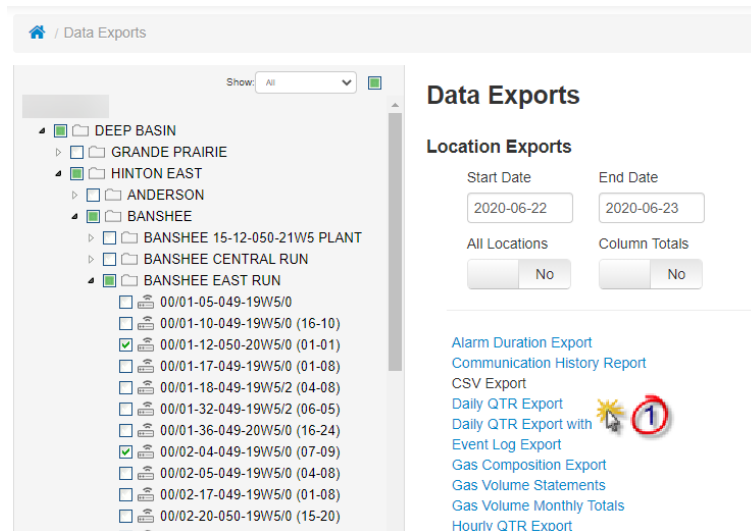 / Data Exports
Show: All
DEEP BASIN
GRANDE PRAIRIE
HINTON EAST
ANDERSON
BANSHEE
BANSHEE 15-12-050-21W5 PLANT
BANSHEE CENTRAL RUN
BANSHEE EAST RUN
00/01-05-049-19W5/0
00/01-10-049-19W5/0 (16-10)
00/01-12-050-20W5/0 (01-01)
00/01-17-049-19W5/0 (01-08)
00/01-18-049-19W5/2 (04-08)
00/01-32-049-19W5/2 (06-05)
00/01-36-049-20W5/0 (16-24)
00/02-04-049-19W5/0 (07-09)
00/02-05-049-19W5/0 (04-08)
00/02-17-049-19W5/0 (01-08)
00/02-20-050-19W5/0 (15-20)
Data Exports
Location Exports
Start Date End Date
2020-06-22 2020-06-23
All Locations Column Totals
No No
Alarm Duration Export
Communication History Report
CSV Export
Daily QTR Export
Daily QTR Export with
1
Event Log Export
Gas Composition Export
Gas Volume Statements
Gas Volume Monthly Totals
Hourly QTR Export